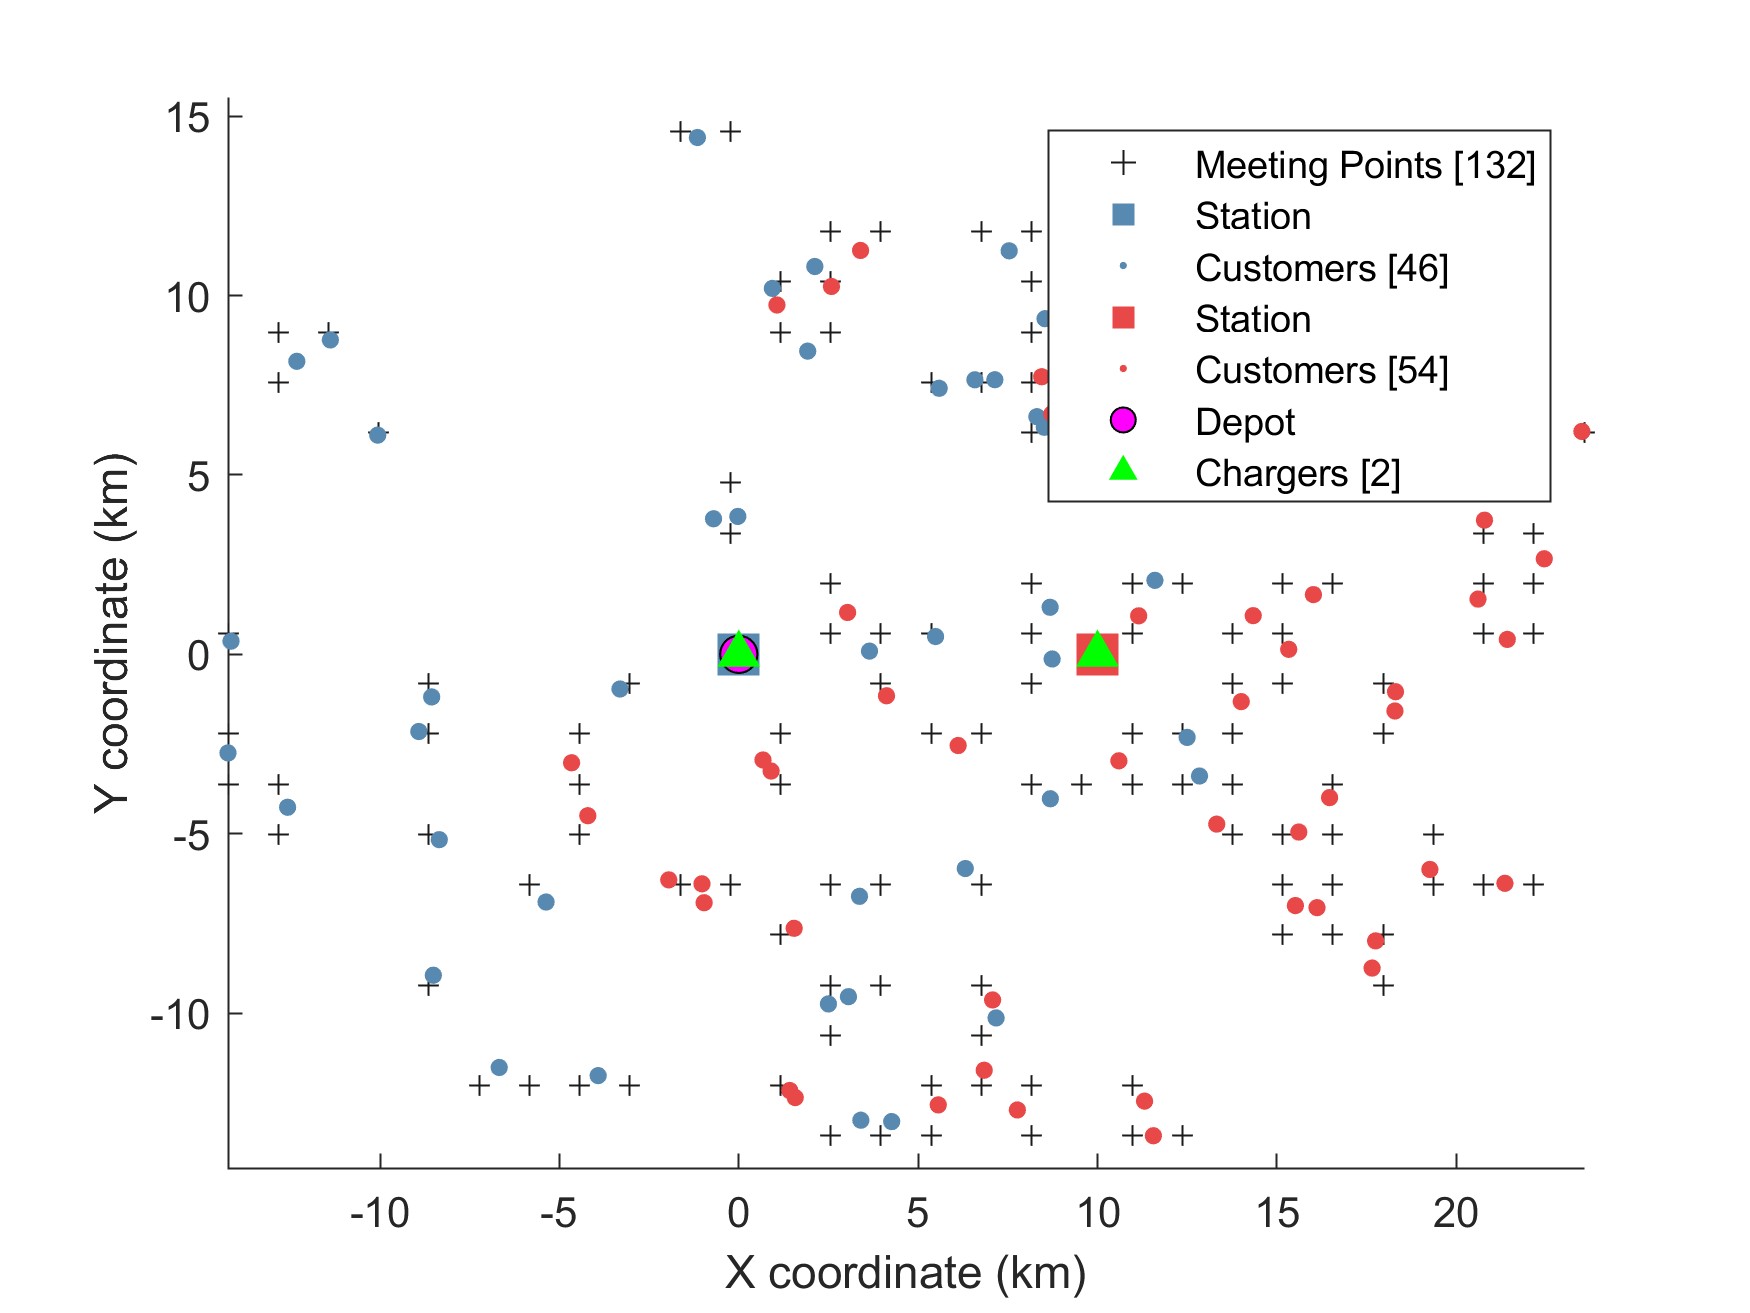 15
10
5
0
-5
-10
Y coordinate (km)
Meeting Points [132]
Station
Customers [46]
Station
Customers [54]
Depot
Chargers [2]
-10
-5
0
5
10
15
20
X coordinate (km)